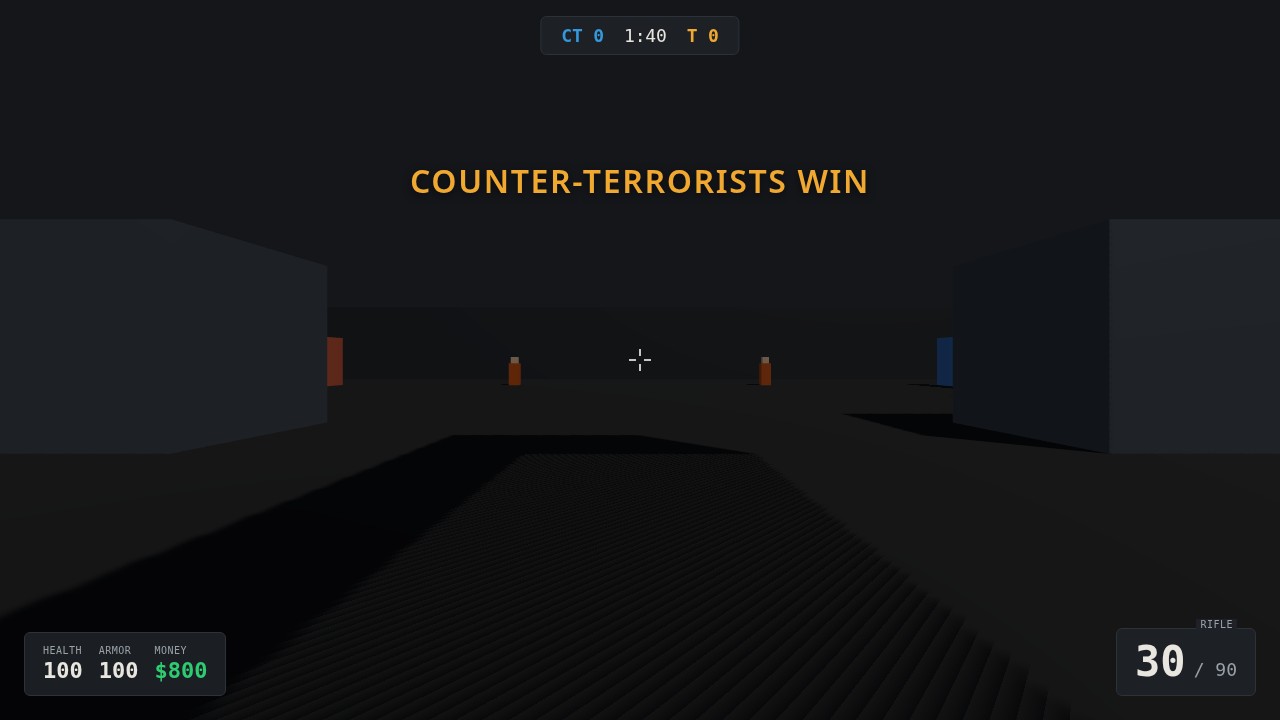 CT 0 1:40 T 0
COUNTER-TERRORISTS WIN
HEALTH ARMOR MONEY
100 100 $800
RIFLE
30 / 90